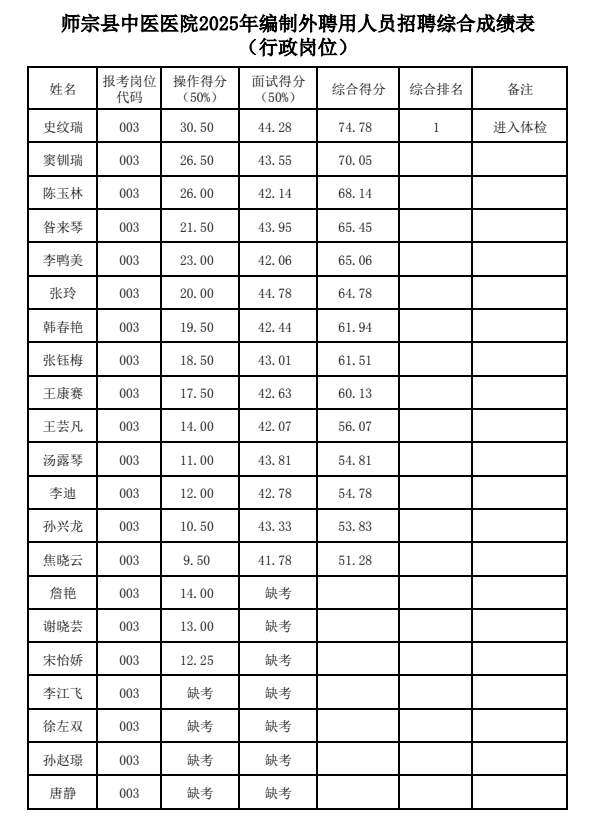 师宗县中医医院2025年编制外聘用人员招聘综合成绩表
（行政岗位）
姓名 报考岗位代码 操作得分（50%） 面试得分（50%） 综合得分 综合排名 备注
史纹瑞 003 30.50 44.28 74.78 1 进入体检
窦钏瑞 003 26.50 43.55 70.05
陈玉林 003 26.00 42.14 68.14
昝来琴 003 21.50 43.95 65.45
李鸭美 003 23.00 42.06 65.06
张玲 003 20.00 44.78 64.78
韩春艳 003 19.50 42.44 61.94
张钰梅 003 18.50 43.01 61.51
王康赛 003 17.50 42.63 60.13
王芸凡 003 14.00 42.07 56.07
汤露琴 003 11.00 43.81 54.81
李迪 003 12.00 42.78 54.78
孙兴龙 003 10.50 43.33 53.83
焦晓云 003 9.50 41.78 51.28
詹艳 003 14.00 缺考
谢晓芸 003 13.00 缺考
宋怡娇 003 12.25 缺考
李江飞 003 缺考 缺考
徐左双 003 缺考 缺考
孙赵璟 003 缺考 缺考
唐静 003 缺考 缺考